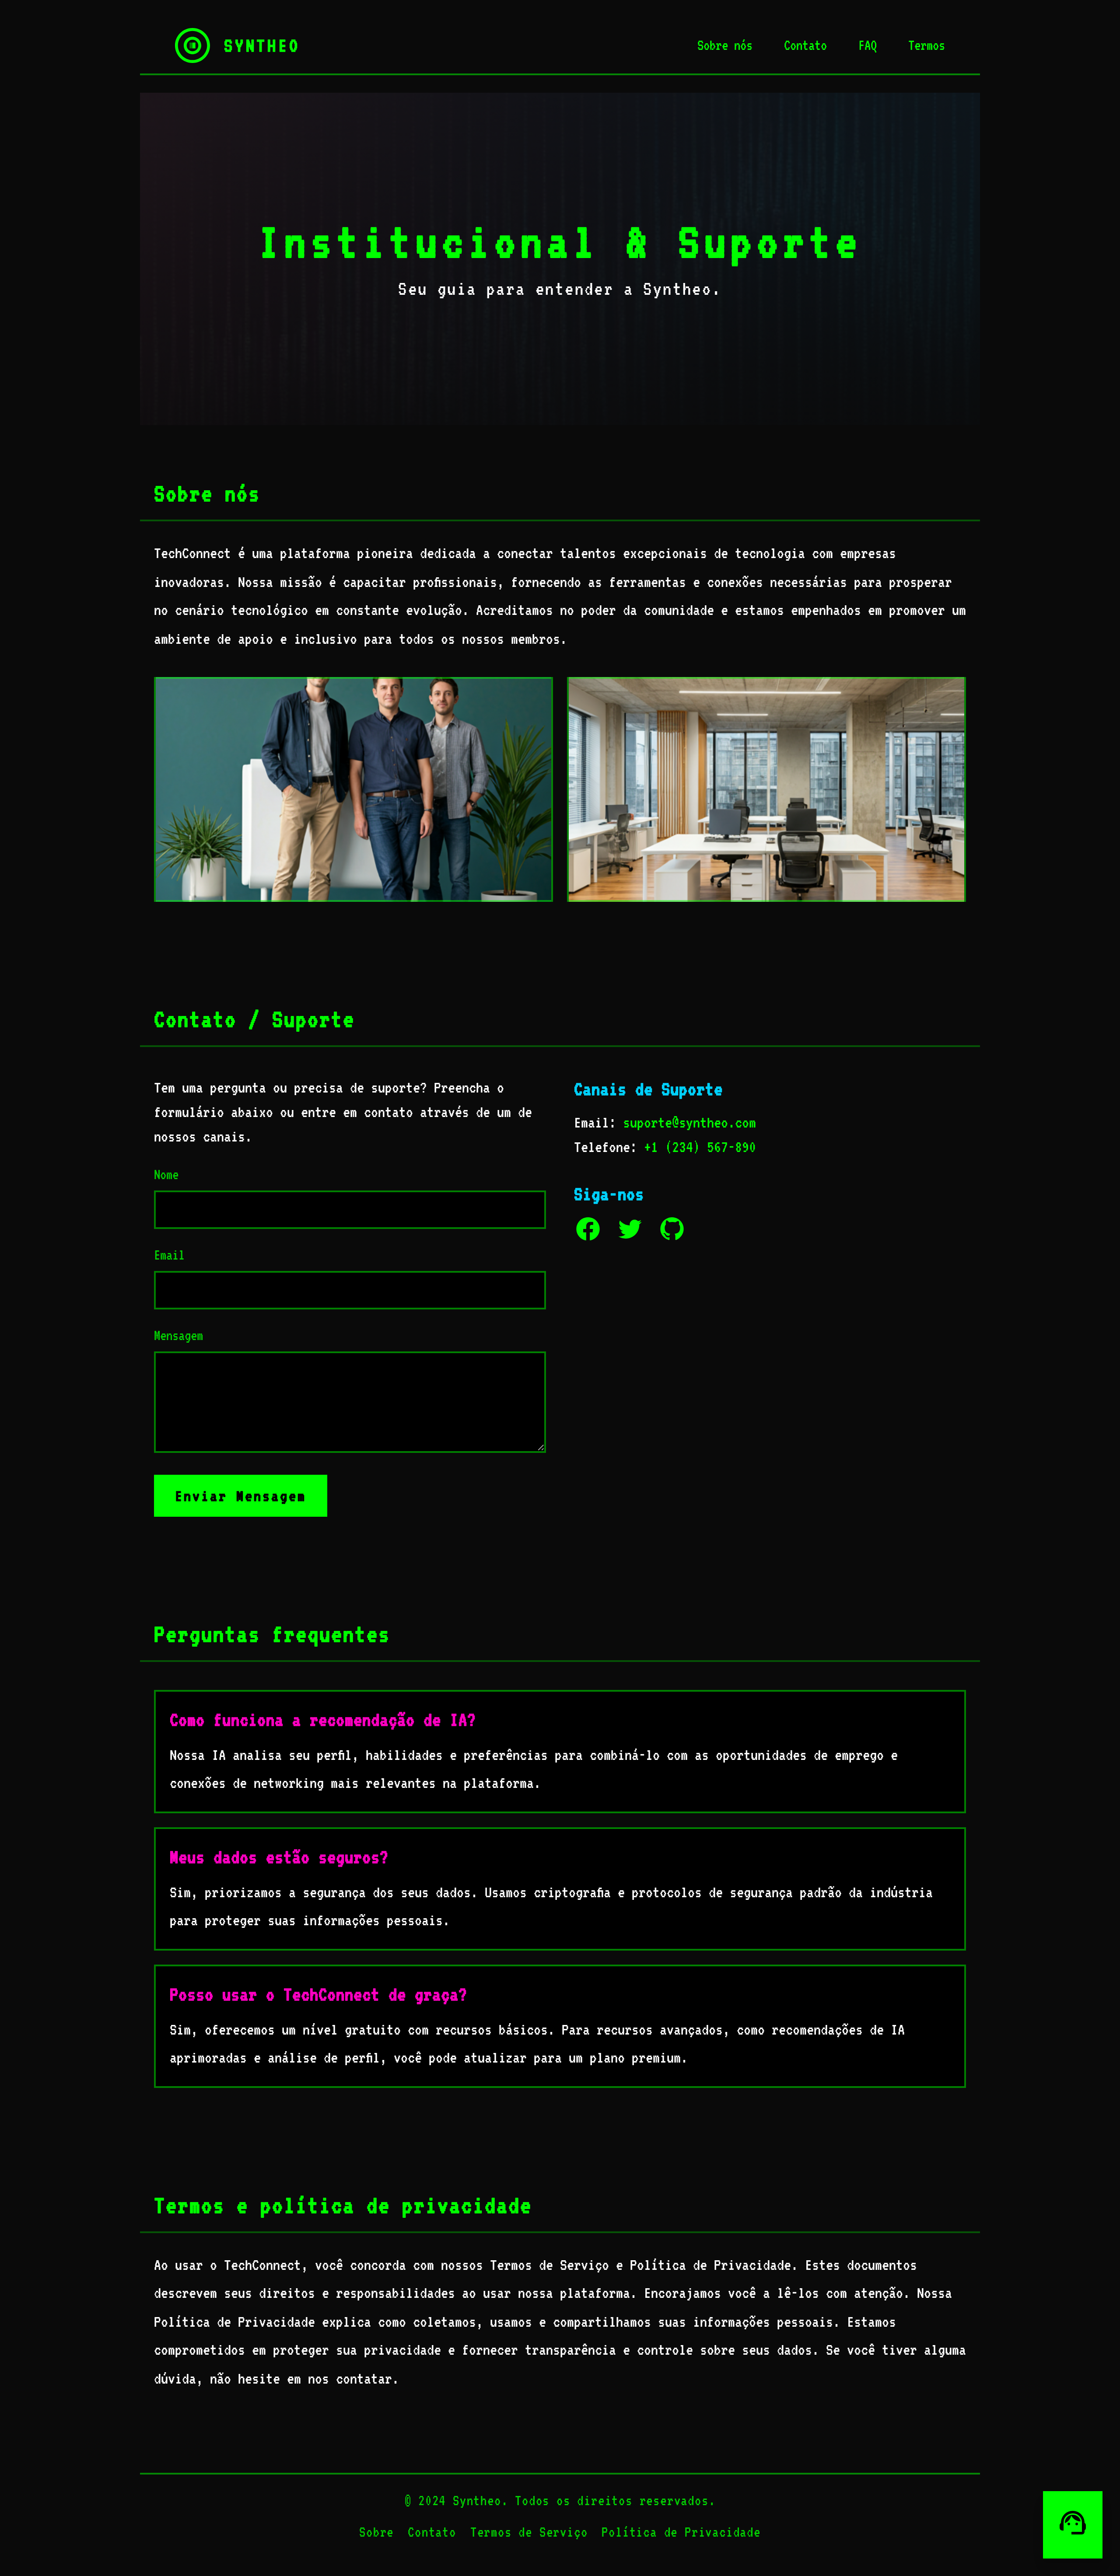 SYNTHEO
Sobre nós Contato FAQ Termos
Institucional & Suporte
Seu guia para entender a Syntheo.
Sobre nós
TechConnect é uma plataforma pioneira dedicada a conectar talentos excepcionais de tecnologia com empresas
inovadoras. Nossa missão é capacitar profissionais, fornecendo as ferramentas e conexões necessárias para prosperar
no cenário tecnológico em constante evolução. Acreditamos no poder da comunidade e estamos empenhados em promover um
ambiente de apoio e inclusivo para todos os nossos membros.
Contato / Suporte
Tem uma pergunta ou precisa de suporte? Preencha o
formulário abaixo ou entre em contato através de um de
nossos canais.
Nome
Email
Mensagem
Enviar Mensagem
Canais de Suporte
Email: suporte@syntheo.com
Telefone: +1 (234) 567-890
Siga-nos
Perguntas frequentes
Como funciona a recomendação de IA?
Nossa IA analisa seu perfil, habilidades e preferências para combiná-lo com as oportunidades de emprego e
conexões de networking mais relevantes na plataforma.
Meus dados estão seguros?
Sim, priorizamos a segurança dos seus dados. Usamos criptografia e protocolos de segurança padrão da indústria
para proteger suas informações pessoais.
Posso usar o TechConnect de graça?
Sim, oferecemos um nível gratuito com recursos básicos. Para recursos avançados, como recomendações de IA
aprimoradas e análise de perfil, você pode atualizar para um plano premium.
Termos e política de privacidade
Ao usar o TechConnect, você concorda com nossos Termos de Serviço e Política de Privacidade. Estes documentos
descrevem seus direitos e responsabilidades ao usar nossa plataforma. Encorajamos você a lê-los com atenção. Nossa
Política de Privacidade explica como coletamos, usamos e compartilhamos suas informações pessoais. Estamos
comprometidos em proteger sua privacidade e fornecer transparência e controle sobre seus dados. Se você tiver alguma
dúvida, não hesite em nos contatar.
© 2024 Syntheo. Todos os direitos reservados.
Sobre Contato Termos de Serviço Política de Privacidade